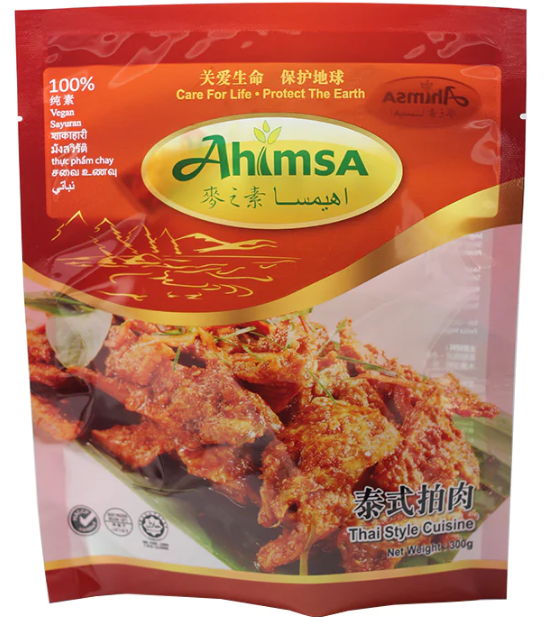 关爱生命 保护地球
Care For Life • Protect The Earth
100%
纯素
Vegan
Sayuran
शाकाहारी
มังสวิรัติ
thực phẩm chay
சைவ உணவு
نباتي
AhimsA
AhimsA
麥之素 اهيمسا
泰式拍肉
Thai Style Cuisine
Net Weight : 300g